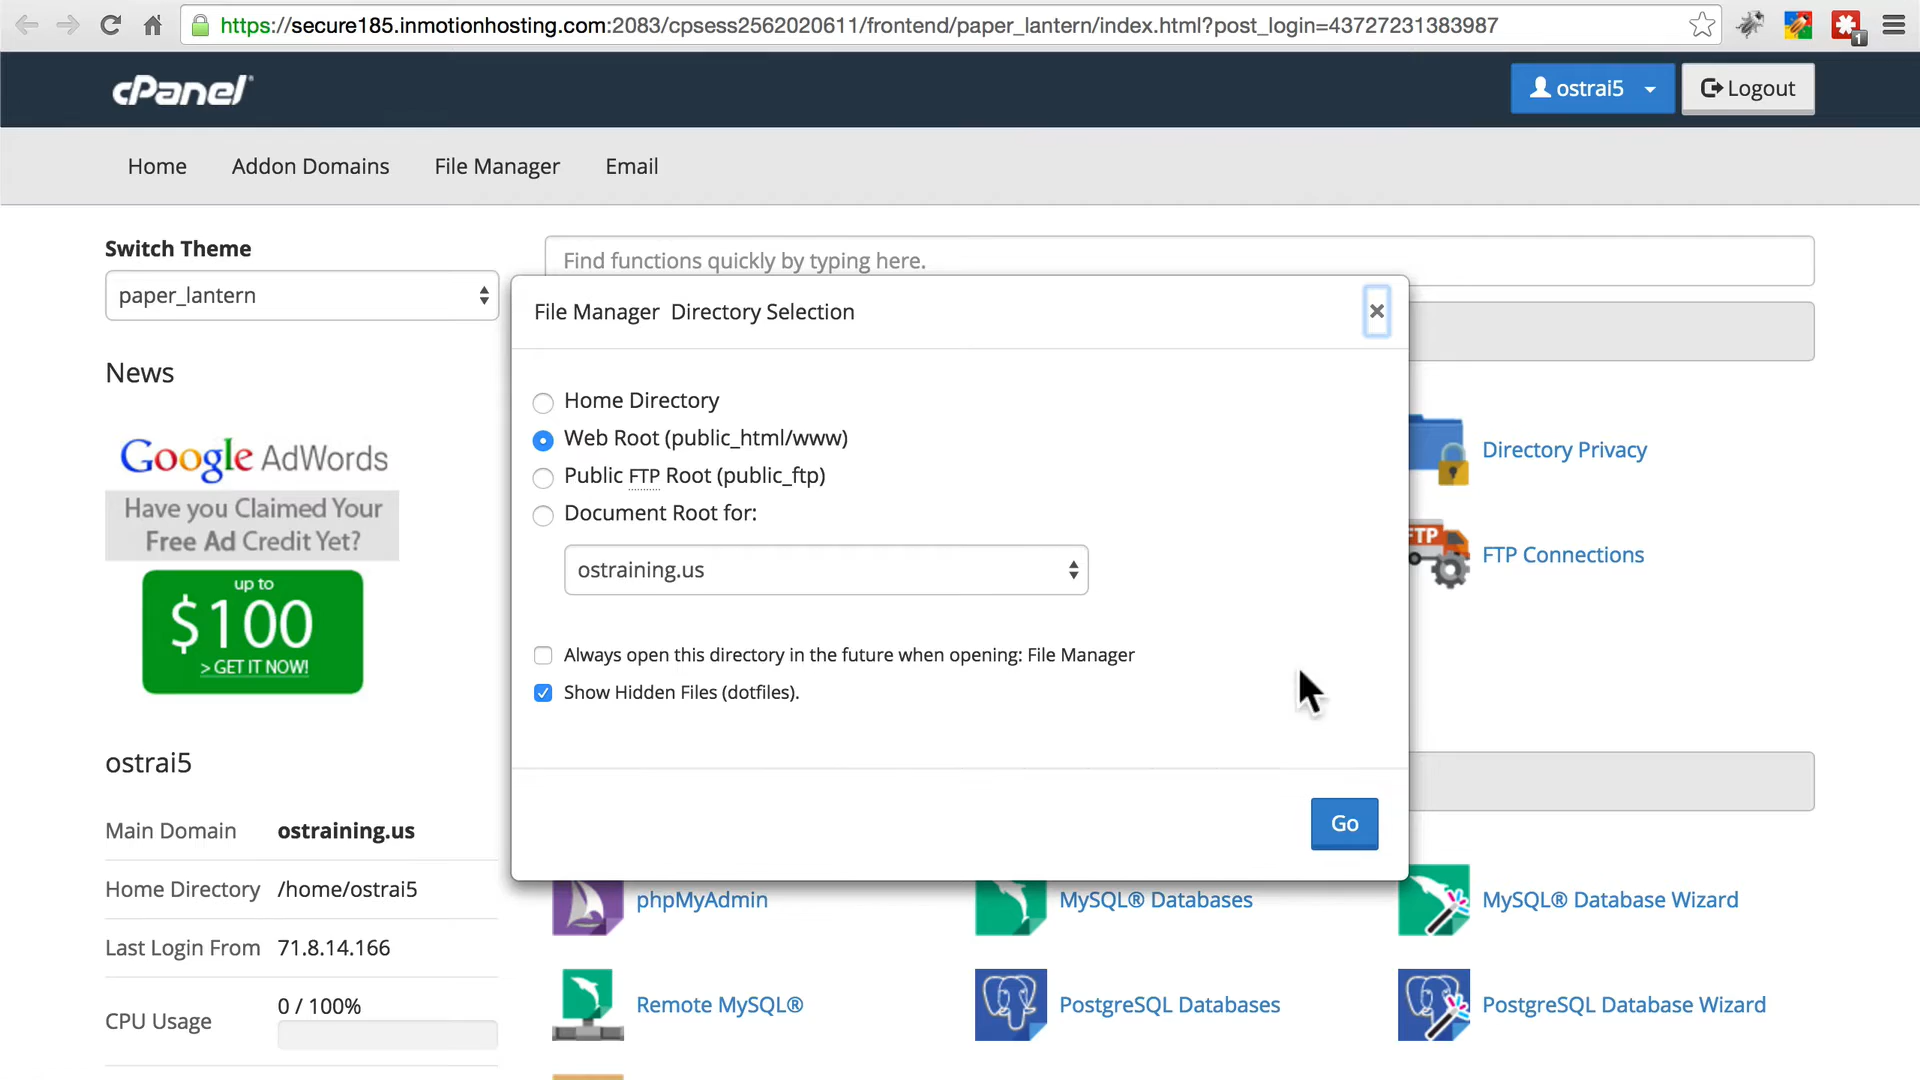 https://secure185.inmotionhosting.com:2083/cpsess2562020611/frontend/paper_lantern/index.html?post_login=43727231383987
1
cPanel
ostrai5
Logout
Home
Addon Domains
File Manager
Email
Switch Theme
paper_lantern
Find functions quickly by typing here.
File Manager Directory Selection
×
Home Directory
Web Root (public_html/www)
Public FTP Root (public_ftp)
Document Root for:
ostraining.us
Always open this directory in the future when opening: File Manager
Show Hidden Files (dotfiles).
Go
News
Google AdWords
Have you Claimed Your
Free Ad Credit Yet?
up to
$100
> GET IT NOW!
Directory Privacy
FTP
FTP Connections
ostrai5
Main Domain ostraining.us
Home Directory /home/ostrai5
Last Login From 71.8.14.166
CPU Usage 0 / 100%
phpMyAdmin
MySQL® Databases
MySQL® Database Wizard
Remote MySQL®
PostgreSQL Databases
PostgreSQL Database Wizard